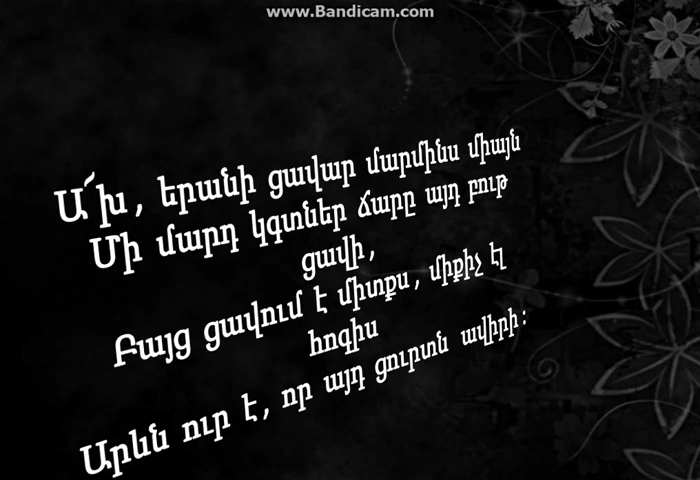 www.Bandicam.com
Ա՜խ, երանի ցավար մարմինս միայն
Մի մարդ կգտներ ճարը այդ բութ
ցավի,
Բայց ցավում է միտքս, միքիչ էլ
հոգիս
Արևն ուր է, որ այդ ցուրտն ավիրի: